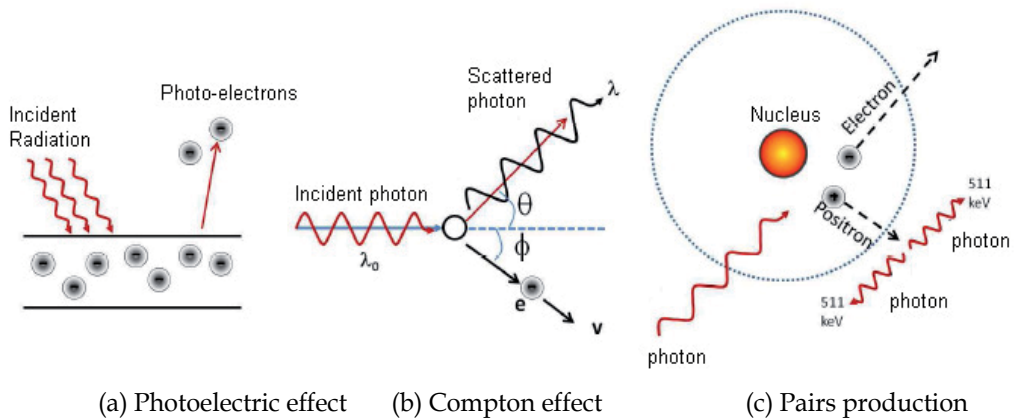 Incident
Radiation
Photo-electrons
Incident photon
λ₀
Scattered
photon
λ
θ
ϕ
e
v
Nucleus
Electron
Positron
photon
511
keV
photon
511
keV
photon
(a) Photoelectric effect
(b) Compton effect
(c) Pairs production